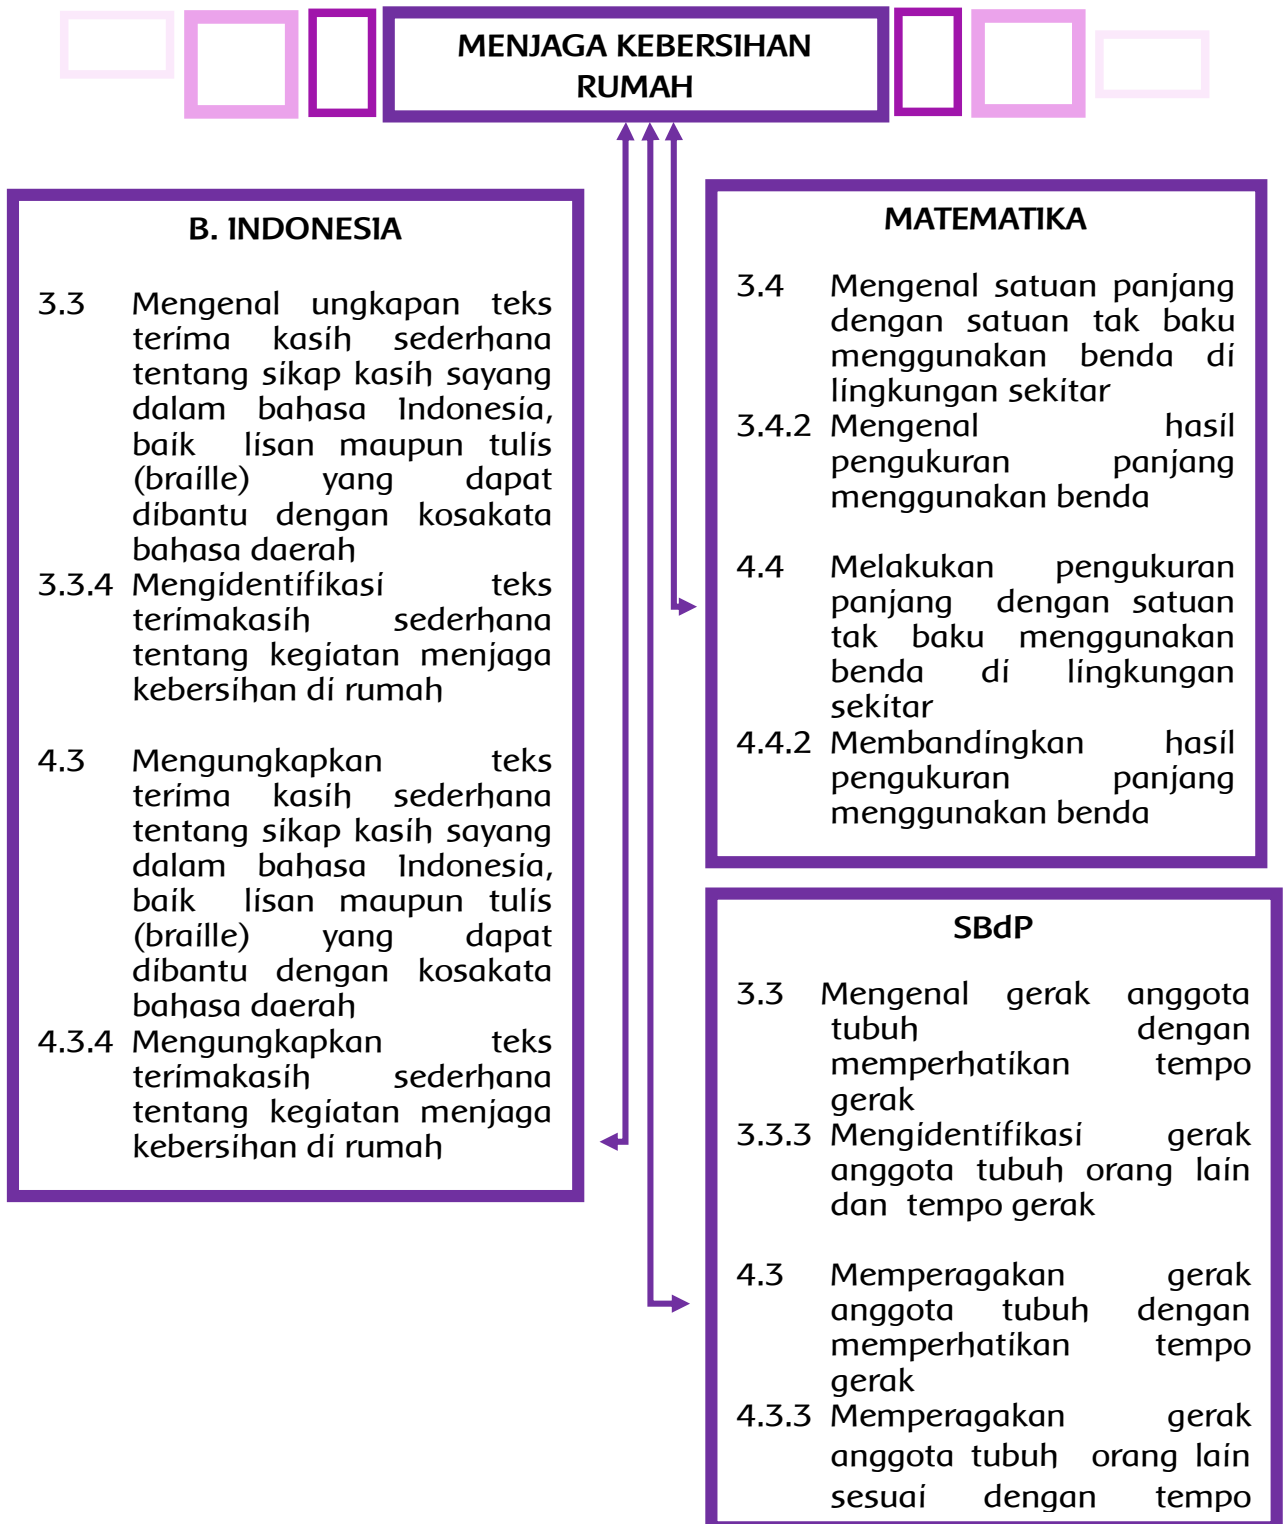 MENJAGA KEBERSIHAN
RUMAH
B. INDONESIA
3.3 Mengenal ungkapan teks
terima kasih sederhana
tentang sikap kasih sayang
dalam bahasa Indonesia,
baik lisan maupun tulis
(braille) yang dapat
dibantu dengan kosakata
bahasa daerah
3.3.4 Mengidentifikasi teks
terimakasih sederhana
tentang kegiatan menjaga
kebersihan di rumah
4.3 Mengungkapkan teks
terima kasih sederhana
tentang sikap kasih sayang
dalam bahasa Indonesia,
baik lisan maupun tulis
(braille) yang dapat
dibantu dengan kosakata
bahasa daerah
4.3.4 Mengungkapkan teks
terimakasih sederhana
tentang kegiatan menjaga
kebersihan di rumah
MATEMATIKA
3.4 Mengenal satuan panjang
dengan satuan tak baku
menggunakan benda di
lingkungan sekitar
3.4.2 Mengenal hasil
pengukuran panjang
menggunakan benda
4.4 Melakukan pengukuran
panjang dengan satuan
tak baku menggunakan
benda di lingkungan
sekitar
4.4.2 Membandingkan hasil
pengukuran panjang
menggunakan benda
SBdP
3.3 Mengenal gerak anggota
tubuh dengan
memperhatikan tempo
gerak
3.3.3 Mengidentifikasi gerak
anggota tubuh orang lain
dan tempo gerak
4.3 Memperagakan gerak
anggota tubuh dengan
memperhatikan tempo
gerak
4.3.3 Memperagakan gerak
anggota tubuh orang lain
sesuai dengan tempo